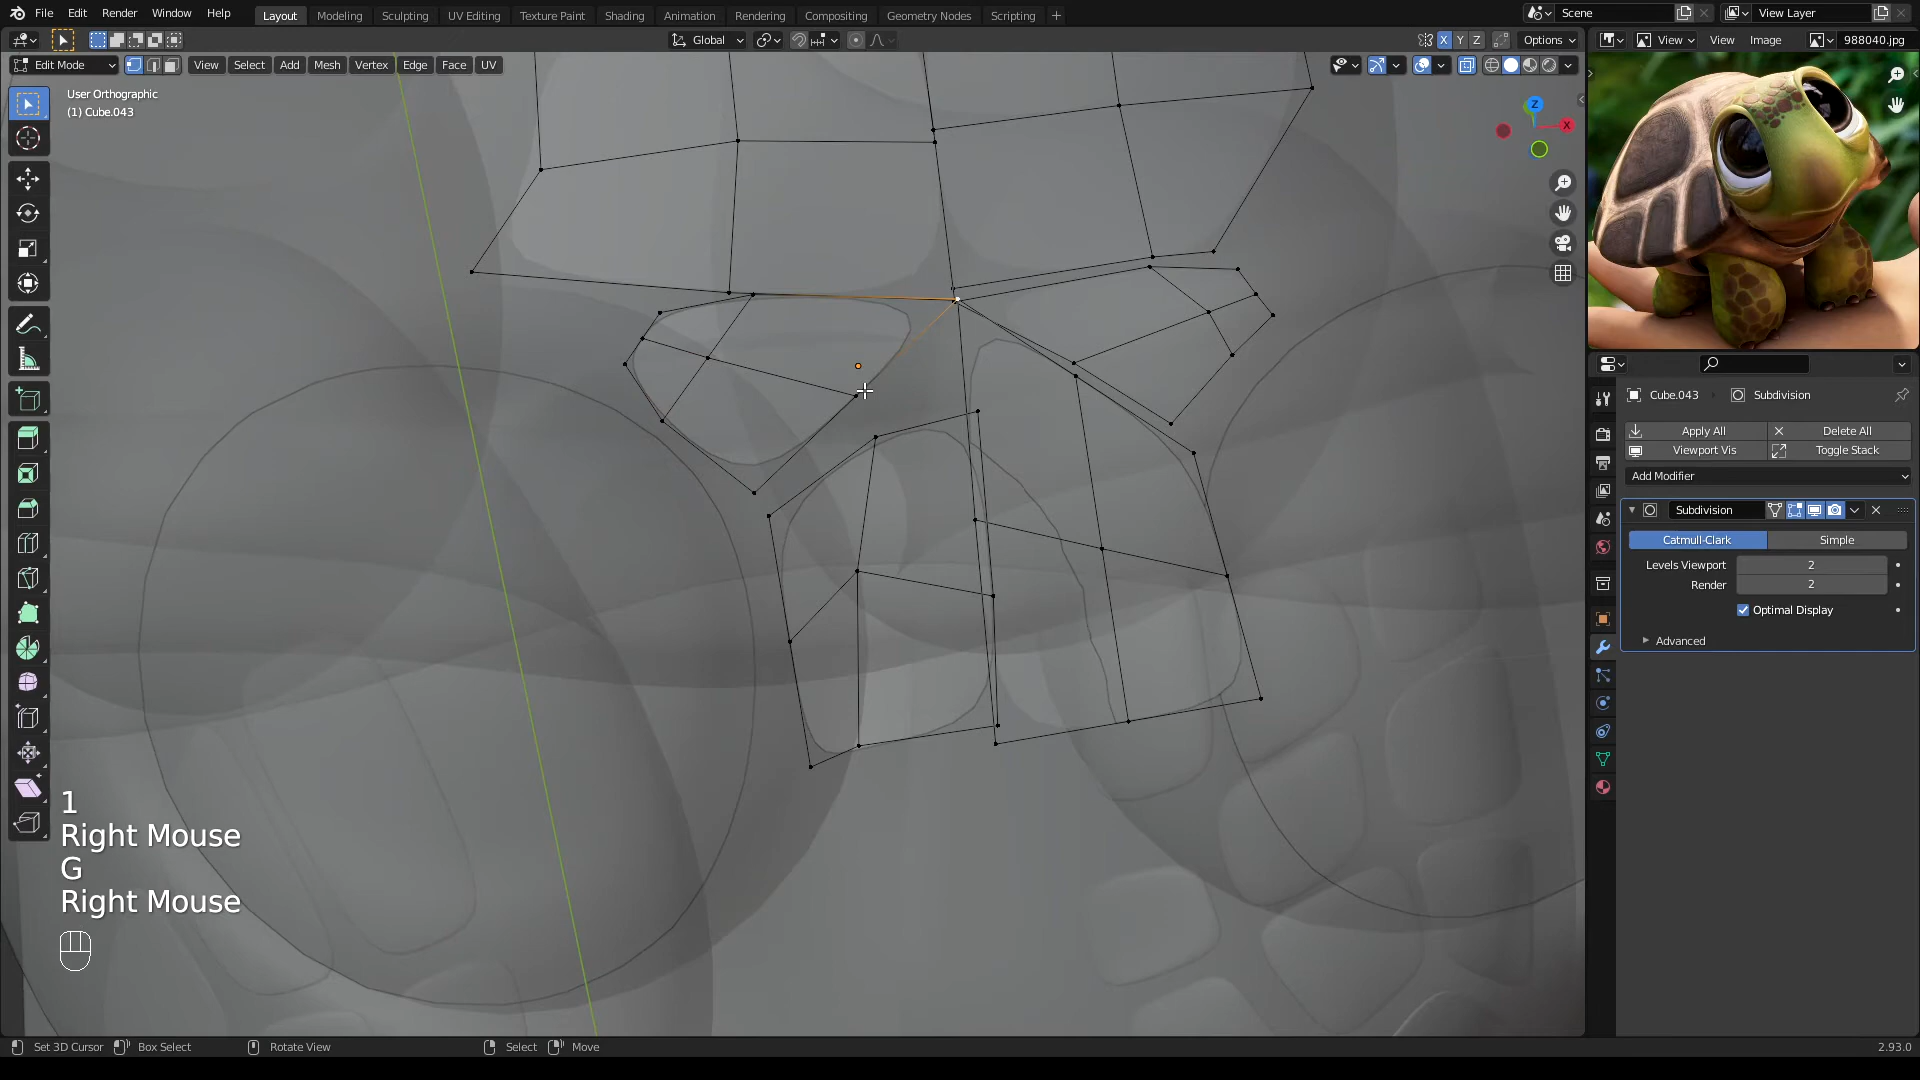 File Edit Render Window Help Layout Modeling Sculpting UV Editing Texture Paint Shading Animation Rendering Compositing Geometry Nodes Scripting + Scene View Layer
Global X Y Z Options View View Image 988040.jpg
Edit Mode View Select Add Mesh Vertex Edge Face UV
User Orthographic
(1) Cube.043
Z
X
Cube.043 Subdivision
Apply All Delete All
Viewport Vis Toggle Stack
Add Modifier
Subdivision
Catmull-Clark Simple
Levels Viewport 2
Render 2
Optimal Display
Advanced
1
Right Mouse
G
Right Mouse
Set 3D Cursor Box Select Rotate View Select Move 2.93.0